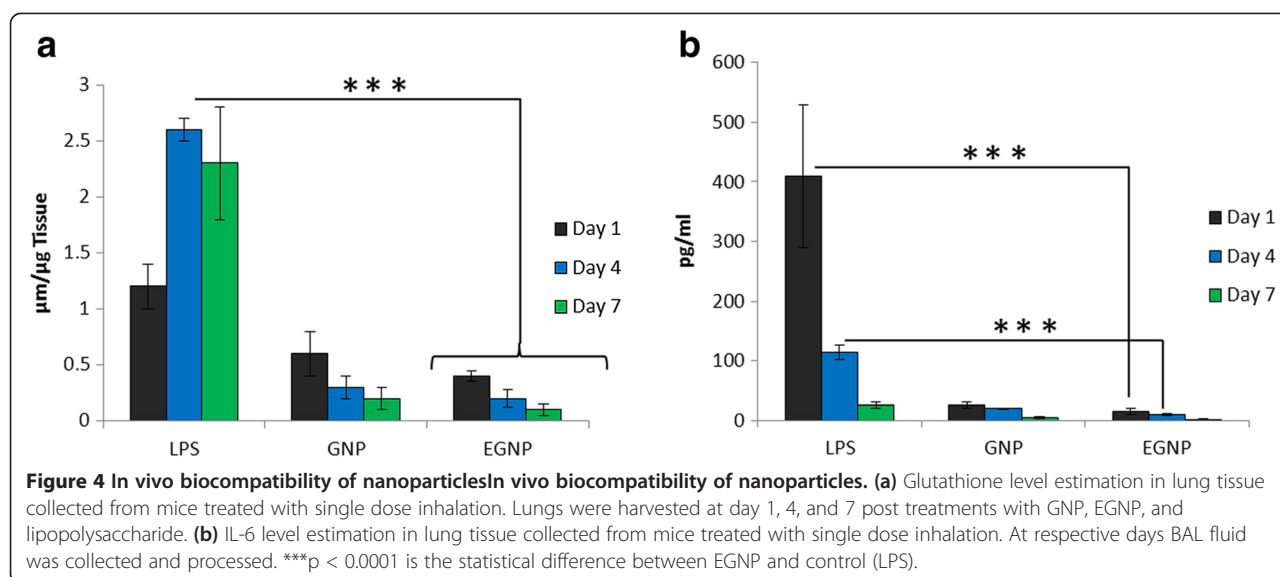 a
b
3
2.5
2
1.5
1
0.5
0
µm/µg Tissue
***
Day 1
Day 4
Day 7
LPS
GNP
EGNP
600
500
400
300
200
100
0
pg/ml
***
***
Day 1
Day 4
Day 7
LPS
GNP
EGNP
Figure 4 In vivo biocompatibility of nanoparticlesIn vivo biocompatibility of nanoparticles. (a) Glutathione level estimation in lung tissue
collected from mice treated with single dose inhalation. Lungs were harvested at day 1, 4, and 7 post treatments with GNP, EGNP, and
lipopolysaccharide. (b) IL-6 level estimation in lung tissue collected from mice treated with single dose inhalation. At respective days BAL fluid
was collected and processed. ***p < 0.0001 is the statistical difference between EGNP and control (LPS).